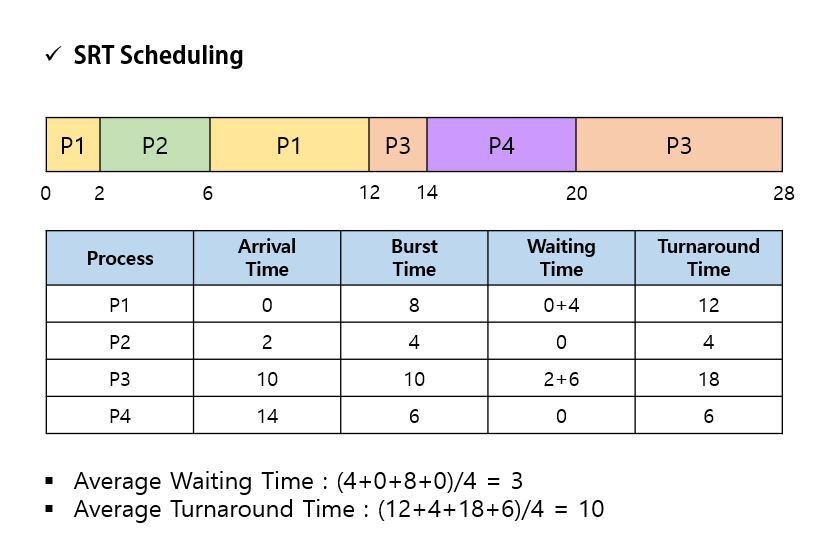 ✓ SRT Scheduling
P1 P2 P1 P3 P4 P3
0 2 6 12 14 20 28
Process Arrival Time Burst Time Waiting Time Turnaround Time
P1 0 8 0+4 12
P2 2 4 0 4
P3 10 10 2+6 18
P4 14 6 0 6
▪ Average Waiting Time : (4+0+8+0)/4 = 3
▪ Average Turnaround Time : (12+4+18+6)/4 = 10